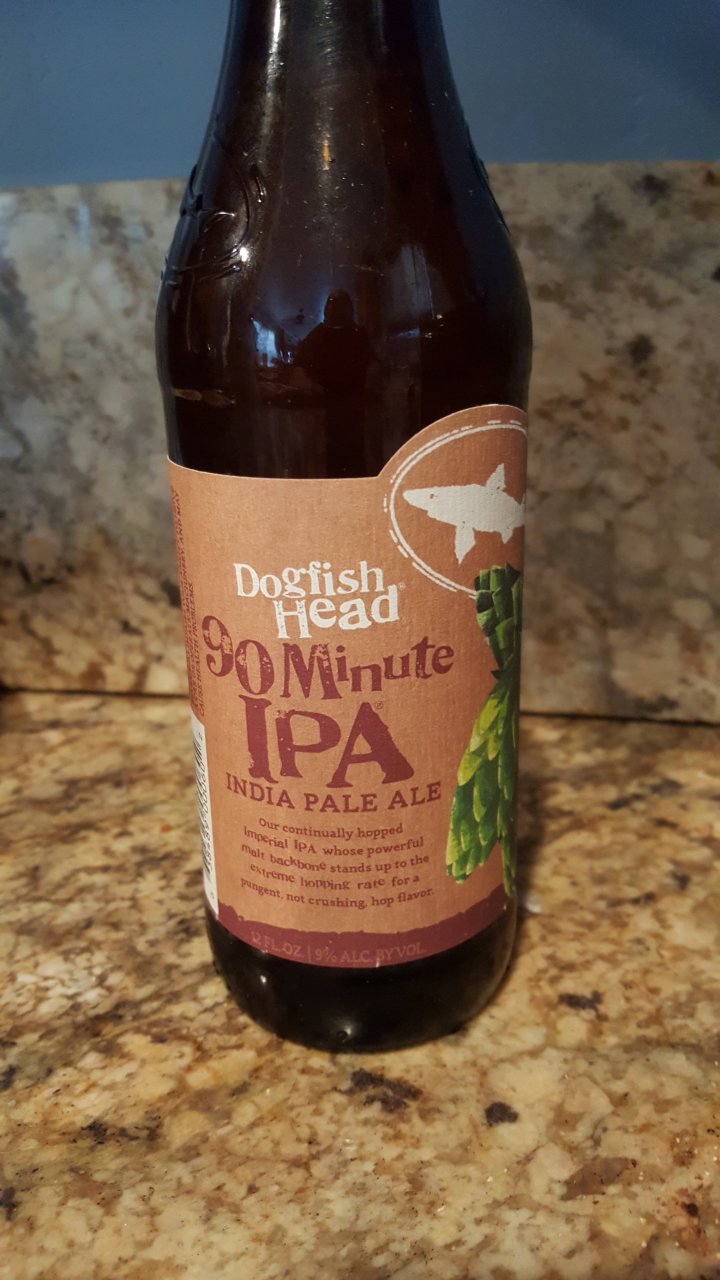 Dogfish
Head®
90 Minute
IPA®
INDIA PALE ALE
Our continually hopped
Imperial IPA whose powerful
malt backbone stands up to the
extreme hopping rate for a
pungent, not crushing, hop flavor.
12 FL. OZ. | 9% ALC. BY VOL.